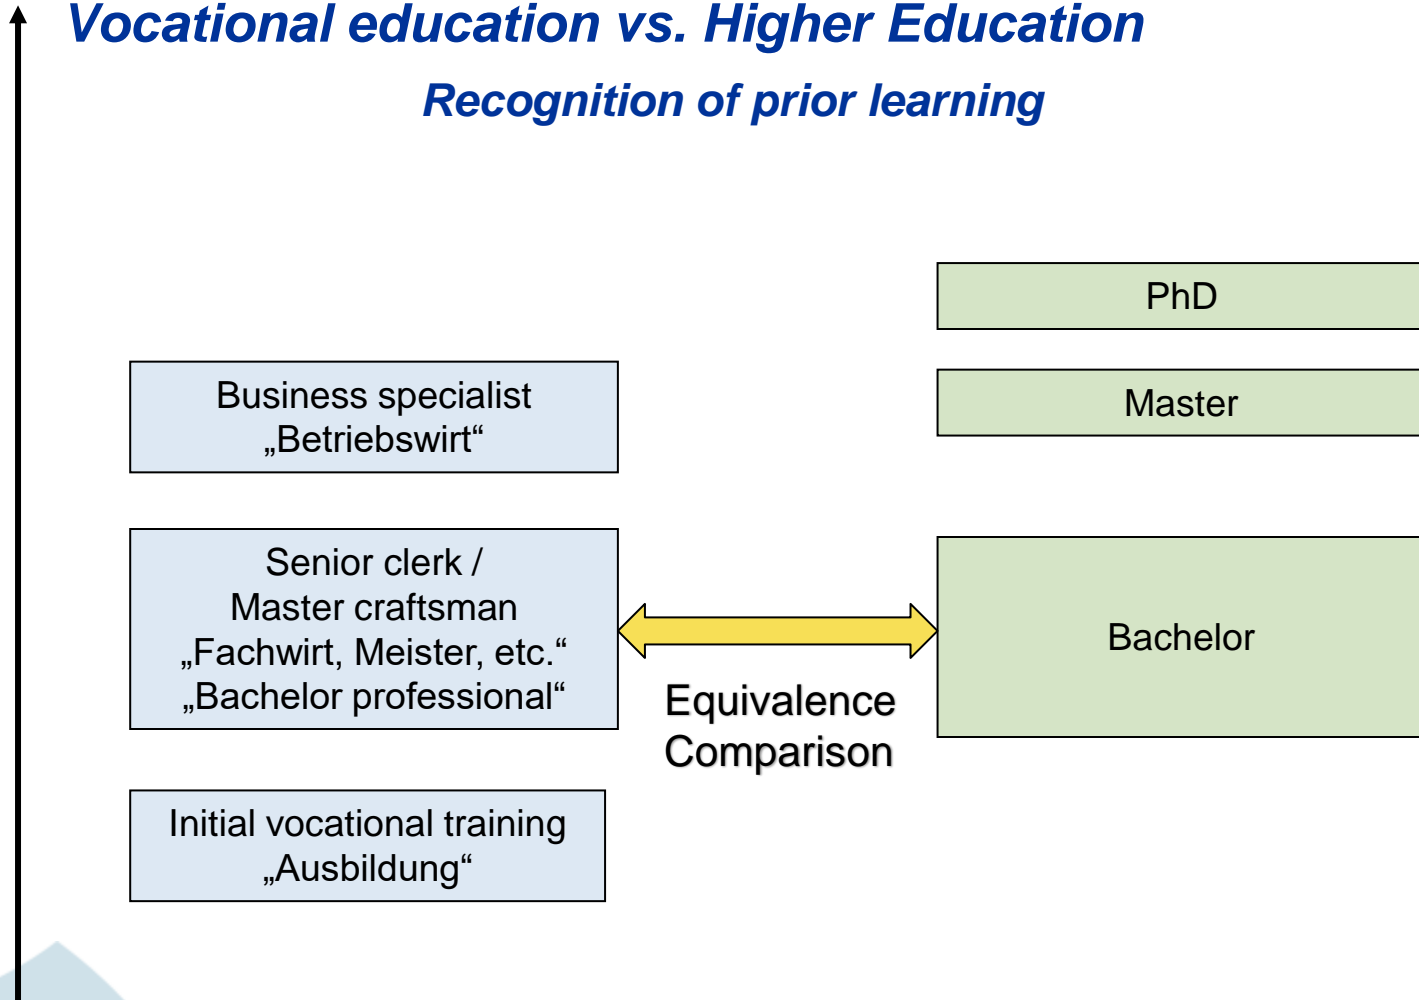 Vocational education vs. Higher Education
Recognition of prior learning
PhD
Master
Business specialist
„Betriebswirt“
Senior clerk /
Master craftsman
„Fachwirt, Meister, etc.“
„Bachelor professional“
Equivalence
Comparison
Bachelor
Initial vocational training
„Ausbildung“